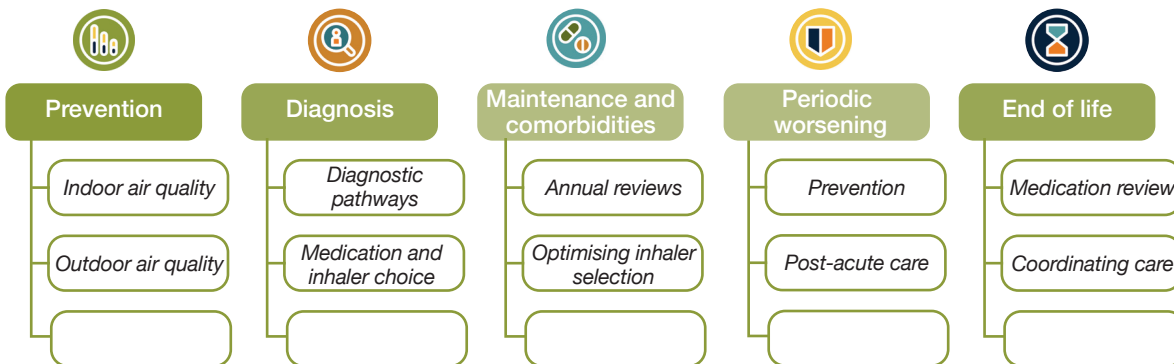 Prevention
Indoor air quality
Outdoor air quality
Diagnosis
Diagnostic
pathways
Medication and
inhaler choice
Maintenance and
comorbidities
Annual reviews
Optimising inhaler
selection
Periodic
worsening
Prevention
Post-acute care
End of life
Medication review
Coordinating care